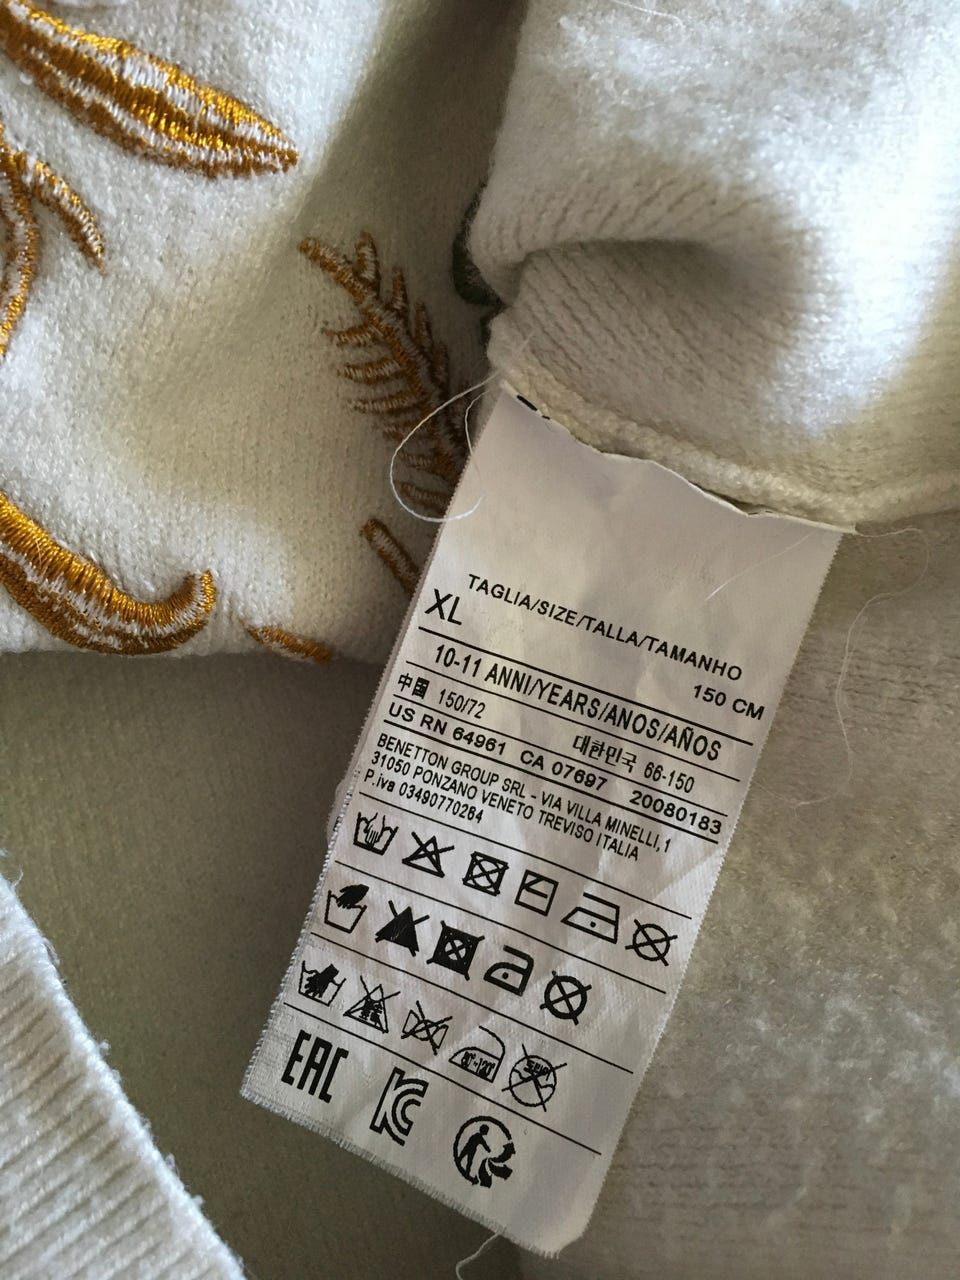 TAGLIA/SIZE/TALLA/TAMANHO
XL 150 CM
10-11 ANNI/YEARS/ANOS/AÑOS
中國 150/72 대한민국 66-150
US RN 64961 CA 07697 20080183
BENETTON GROUP SRL - VIA VILLA MINELLI,1
31050 PONZANO VENETO TREVISO ITALIA
P.iva 03490770264
EAC